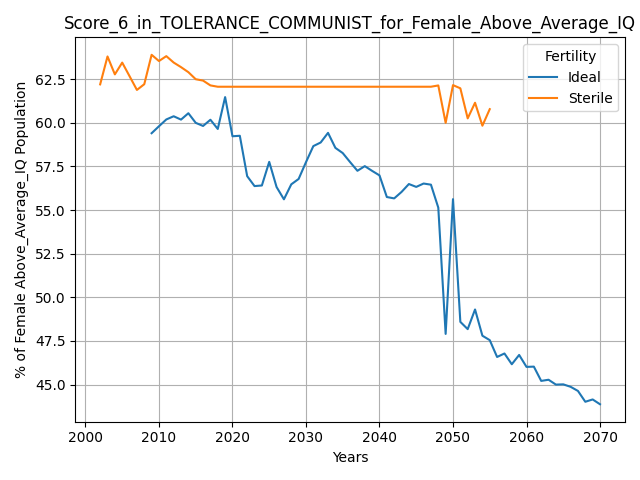 Score_6_in_TOLERANCE_COMMUNIST_for_Female_Above_Average_IQ
Fertility
Ideal
Sterile
% of Female Above_Average_IQ Population
62.5
60.0
57.5
55.0
52.5
50.0
47.5
45.0
2000 2010 2020 2030 2040 2050 2060 2070
Years